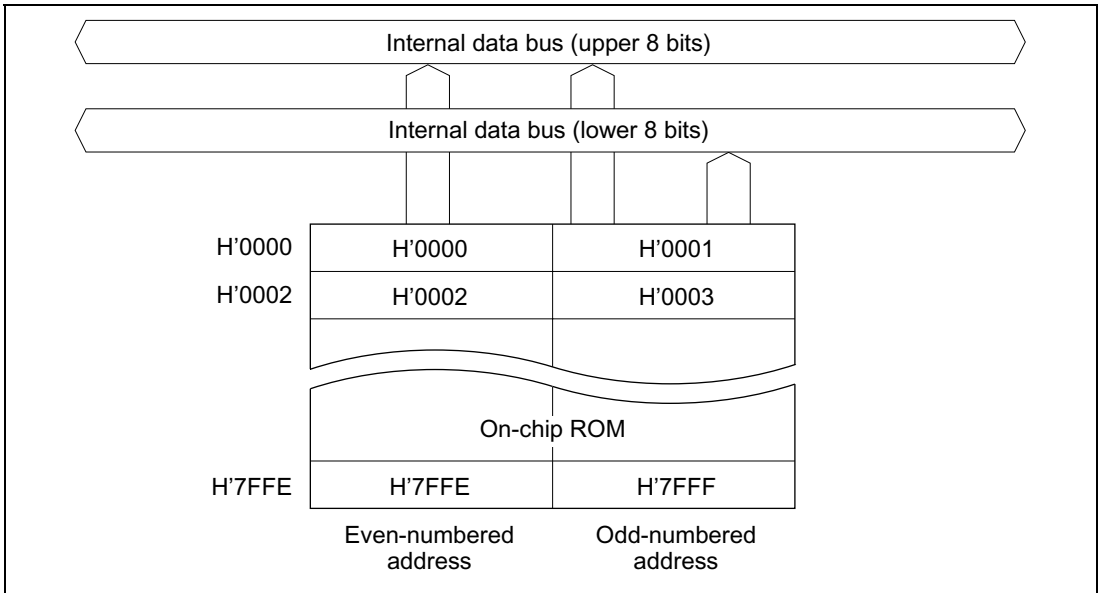 Internal data bus (upper 8 bits)
Internal data bus (lower 8 bits)
H'0000 H'0000 H'0001
H'0002 H'0002 H'0003
On-chip ROM
H'7FFE H'7FFE H'7FFF
Even-numbered address
Odd-numbered address